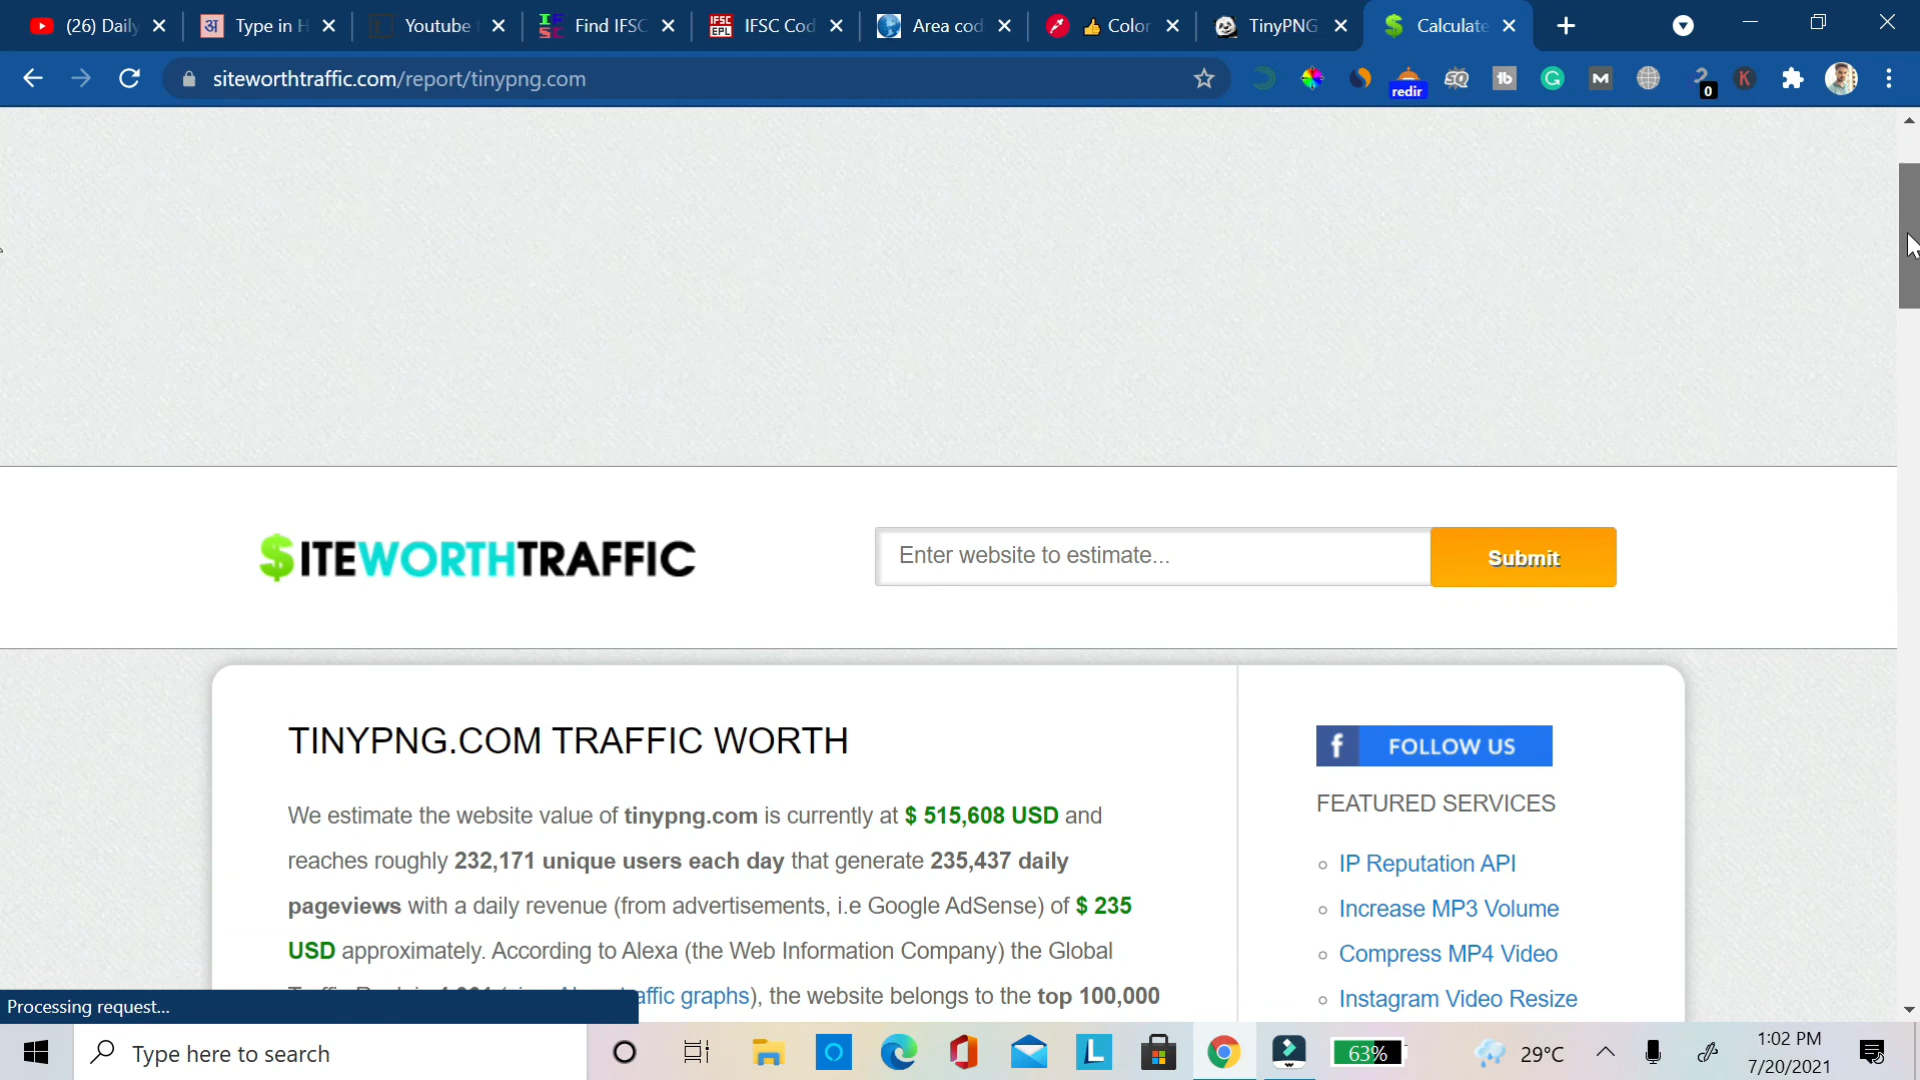 (26) Daily
Type in H
Youtube
Find IFSC
IFSC Cod
Area cod
Color
TinyPNG
Calculate
siteworthtraffic.com/report/tinypng.com
redir
0
$ITEWORTHTRAFFIC
Enter website to estimate...
Submit
TINYPNG.COM TRAFFIC WORTH
We estimate the website value of tinypng.com is currently at $ 515,608 USD and
reaches roughly 232,171 unique users each day that generate 235,437 daily
pageviews with a daily revenue (from advertisements, i.e Google AdSense) of $ 235
USD approximately. According to Alexa (the Web Information Company) the Global
graphs), the website belongs to the top 100,000
FOLLOW US
FEATURED SERVICES
IP Reputation API
Increase MP3 Volume
Compress MP4 Video
Instagram Video Resize
Processing request...
Type here to search
63%
29°C
1:02 PM
7/20/2021